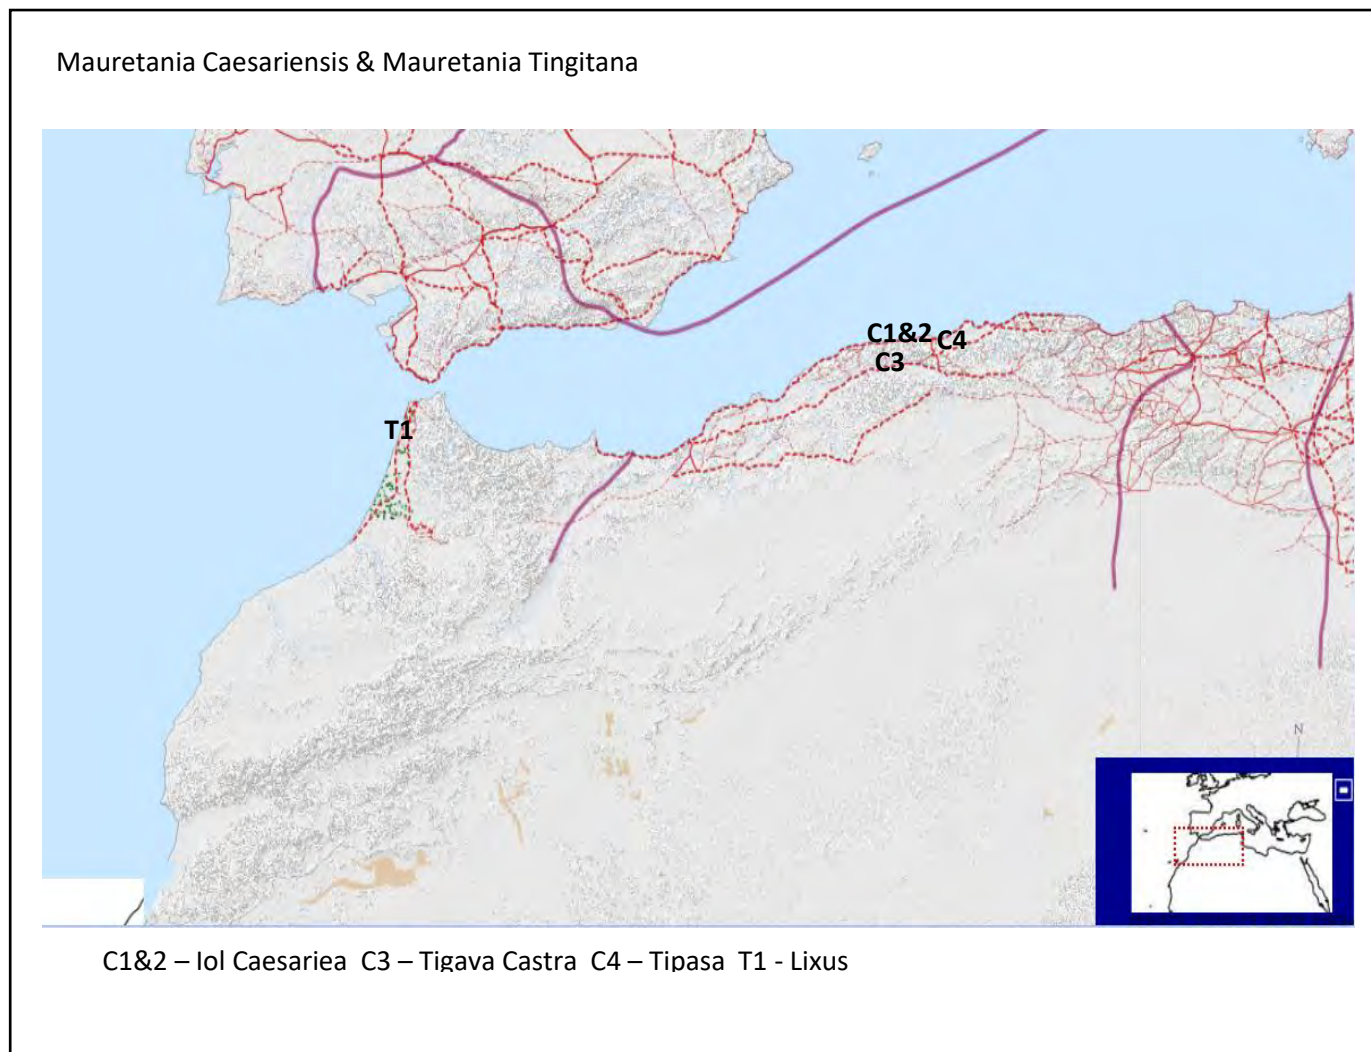 Mauretania Caesariensis & Mauretania Tingitana
C1&2
C4
C3
T1
N
C1&2 – Iol Caesariea C3 – Tigava Castra C4 – Tipasa T1 - Lixus